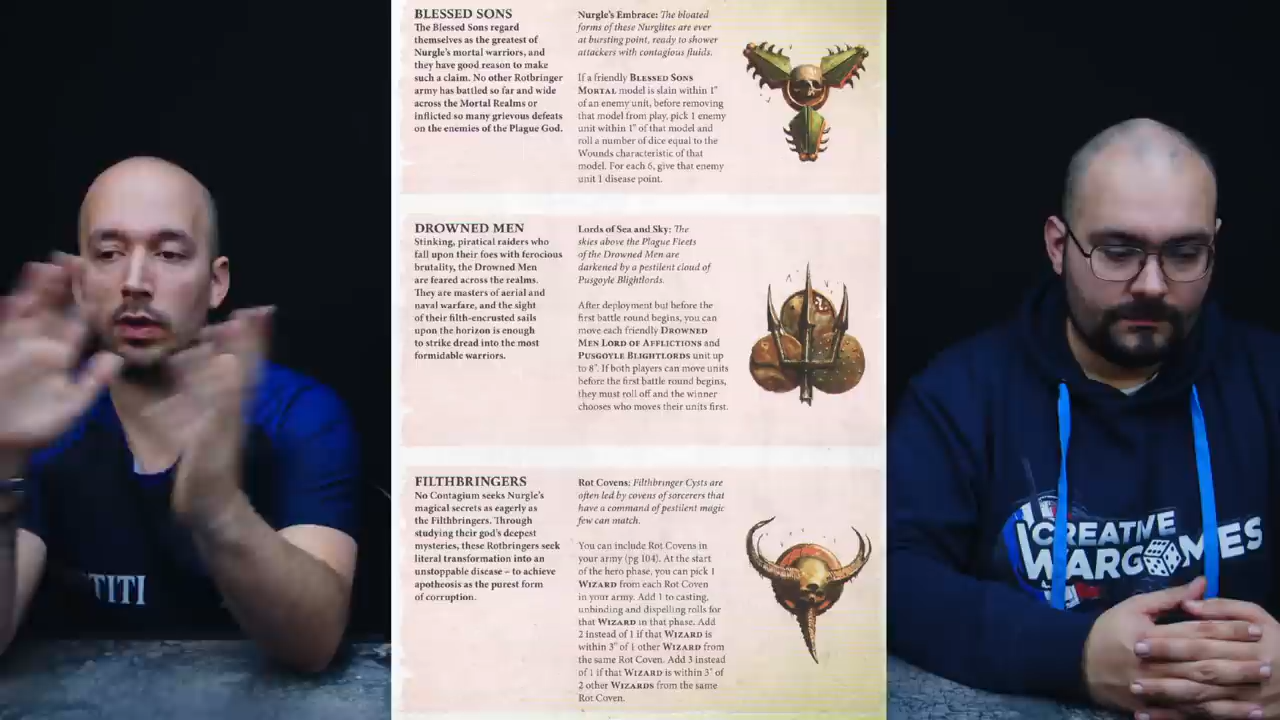 BLESSED SONS
The Blessed Sons regard
themselves as the greatest of
Nurgle's mortal warriors, and
they have good reason to make
such a claim. No other Rotbringer
army has battled so far and wide
across the Mortal Realms or
inflicted so many grievous defeats
on the enemies of the Plague God.
Nurgle's Embrace: The bloated
forms of these Nurglites are ever
at bursting point, ready to shower
attackers with contagious fluids.
If a friendly BLESSED SONS
MORTAL model is slain within 1"
of an enemy unit, before removing
that model from play, pick 1 enemy
unit within 1" of that model and
roll a number of dice equal to the
Wounds characteristic of that
model. For each 6, give that enemy
unit 1 disease point.
DROWNED MEN
Stinking, piratical raiders who
fall upon their foes with ferocious
brutality, the Drowned Men
are feared across the realms.
They are masters of aerial and
naval warfare, and the sight
of their filth-encrusted sails
upon the horizon is enough
to strike dread into the most
formidable warriors.
Lords of Sea and Sky: The
skies above the Plague Fleets
of the Drowned Men are
darkened by a pestilent cloud of
Pusgoyle Blightlords.
After deployment but before the
first battle round begins, you can
move each friendly DROWNED
MEN LORD OF AFFLICTIONS and
PUSGOYLE BLIGHTLORDS unit up
to 8". If both players can move units
before the first battle round begins,
they must roll off and the winner
chooses who moves their units first.
FILTHBRINGERS
No Contagium seeks Nurgle's
magical secrets as eagerly as
the Filthbringers. Through
studying their god's deepest
mysteries, these Rotbringers seek
literal transformation into an
unstoppable disease – to achieve
apotheosis as the purest form
of corruption.
Rot Covens: Filthbringer Cysts are
often led by covens of sorcerers that
have a command of pestilent magic
few can match.
You can include Rot Covens in
your army (pg 104). At the start
of the hero phase, you can pick 1
WIZARD from each Rot Coven
in your army. Add 1 to casting,
unbinding and dispelling rolls for
that WIZARD in that phase. Add
2 instead of 1 if that WIZARD is
within 3" of 1 other WIZARD from
the same Rot Coven. Add 3 instead
of 1 if that WIZARD is within 3" of
2 other WIZARDS from the same
Rot Coven.
TITI
CREATIVE
WARGAMES